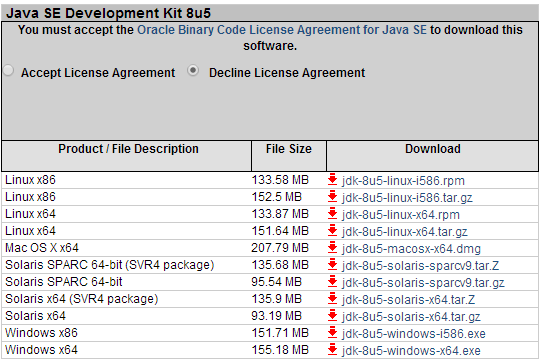 Java SE Development Kit 8u5
You must accept the Oracle Binary Code License Agreement for Java SE to download this
software.
Accept License Agreement Decline License Agreement
Product / File Description File Size Download
Linux x86 133.58 MB jdk-8u5-linux-i586.rpm
Linux x86 152.5 MB jdk-8u5-linux-i586.tar.gz
Linux x64 133.87 MB jdk-8u5-linux-x64.rpm
Linux x64 151.64 MB jdk-8u5-linux-x64.tar.gz
Mac OS X x64 207.79 MB jdk-8u5-macosx-x64.dmg
Solaris SPARC 64-bit (SVR4 package) 135.68 MB jdk-8u5-solaris-sparcv9.tar.Z
Solaris SPARC 64-bit 95.54 MB jdk-8u5-solaris-sparcv9.tar.gz
Solaris x64 (SVR4 package) 135.9 MB jdk-8u5-solaris-x64.tar.Z
Solaris x64 93.19 MB jdk-8u5-solaris-x64.tar.gz
Windows x86 151.71 MB jdk-8u5-windows-i586.exe
Windows x64 155.18 MB jdk-8u5-windows-x64.exe